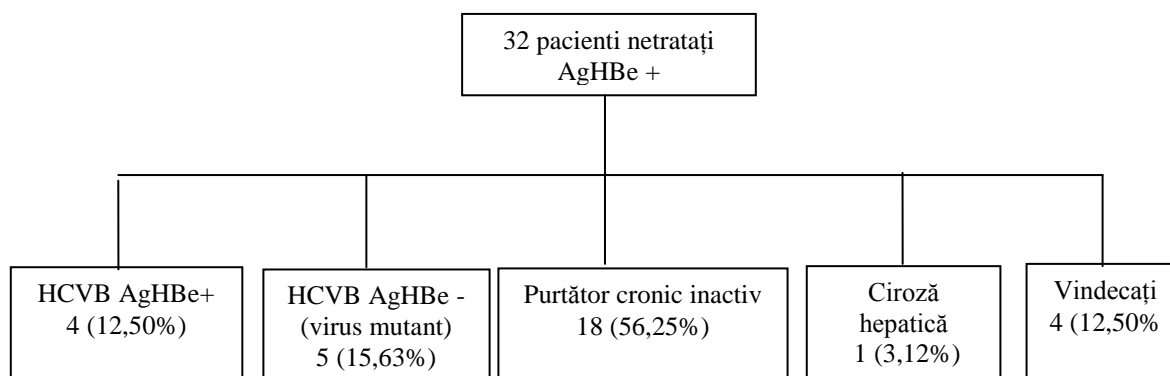 32 pacienti netratați
AgHBe +
HCVB AgHBe+
4 (12,50%)
HCVB AgHBe -
(virus mutant)
5 (15,63%)
Purtător cronic inactiv
18 (56,25%)
Ciroză
hepatică
1 (3,12%)
Vindecați
4 (12,50%